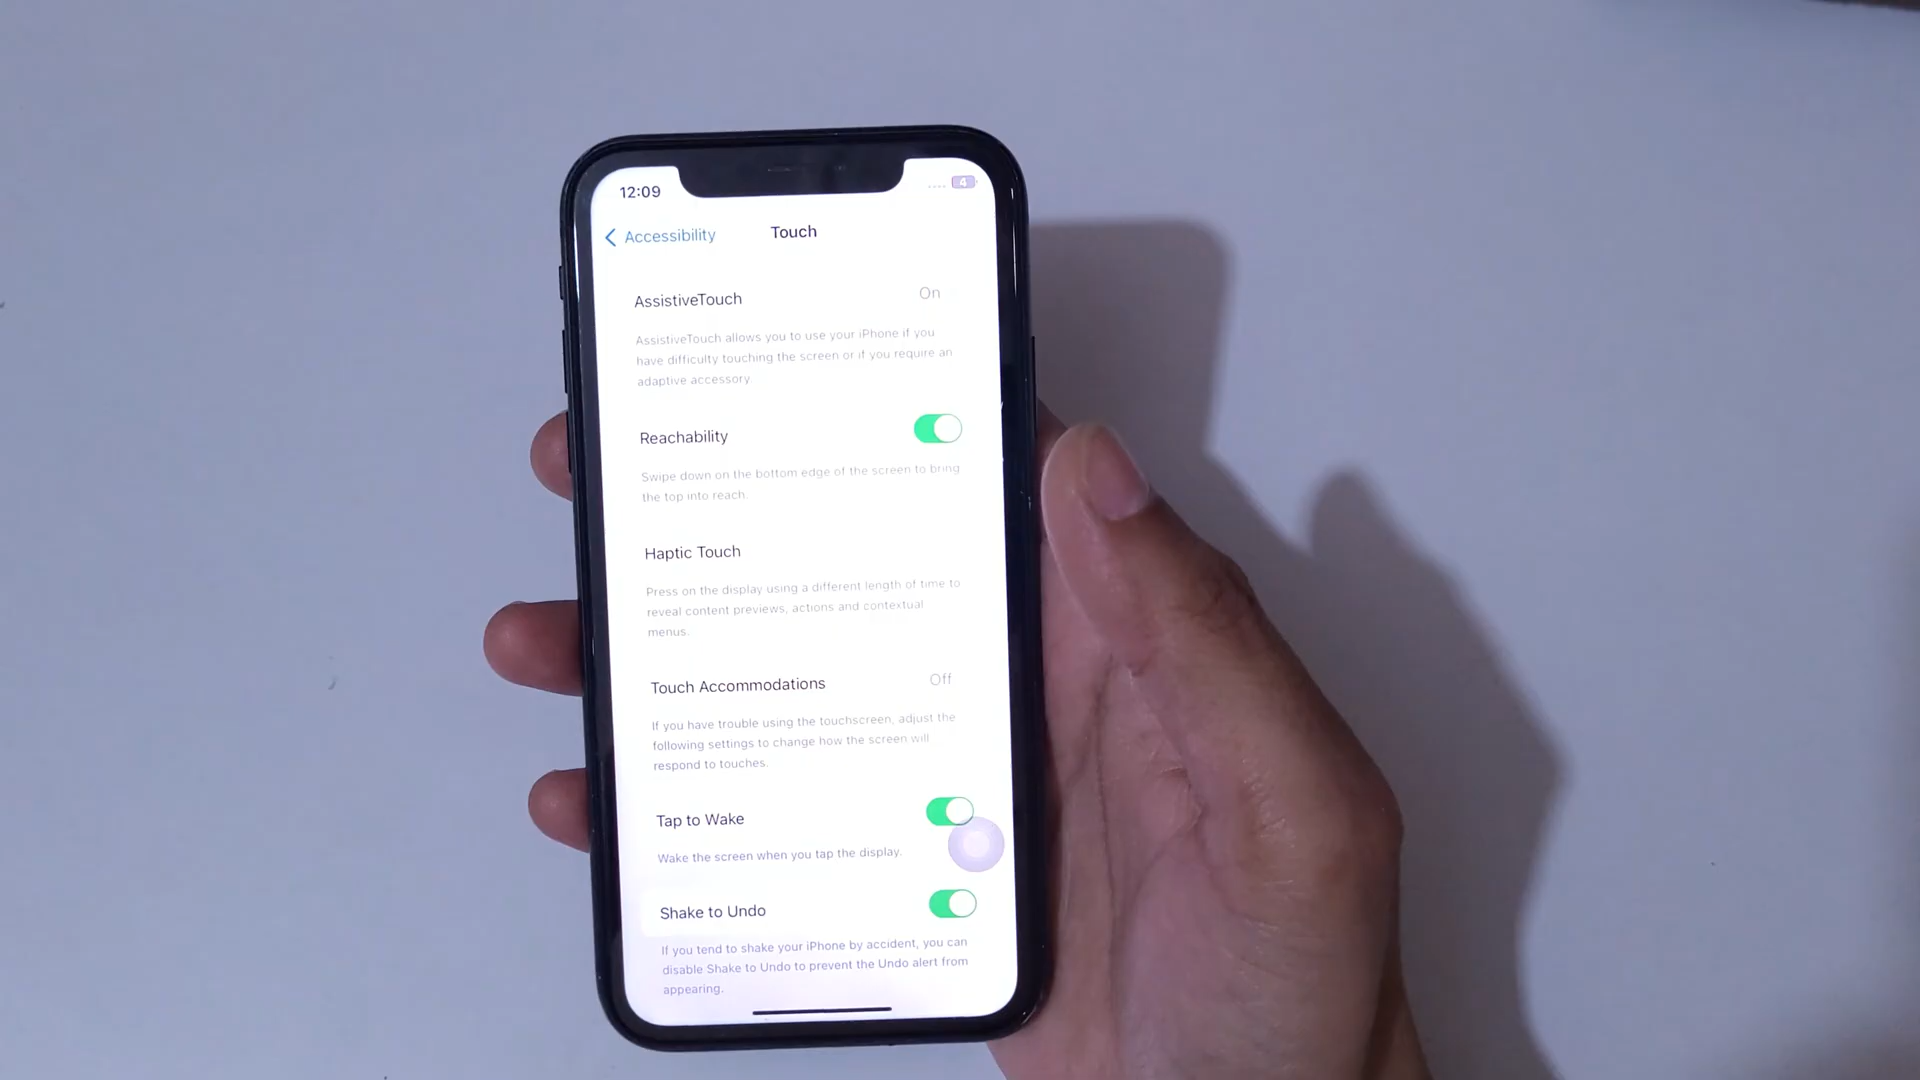 12:09
4
Accessibility
Touch
AssistiveTouch
On
AssistiveTouch allows you to use your iPhone if you
have difficulty touching the screen or if you require an
adaptive accessory.
Reachability
Swipe down on the bottom edge of the screen to bring
the top into reach.
Haptic Touch
Press on the display using a different length of time to
reveal content previews, actions and contextual
menus.
Touch Accommodations
Off
If you have trouble using the touchscreen, adjust the
following settings to change how the screen will
respond to touches.
Tap to Wake
Wake the screen when you tap the display.
Shake to Undo
If you tend to shake your iPhone by accident, you can
disable Shake to Undo to prevent the Undo alert from
appearing.